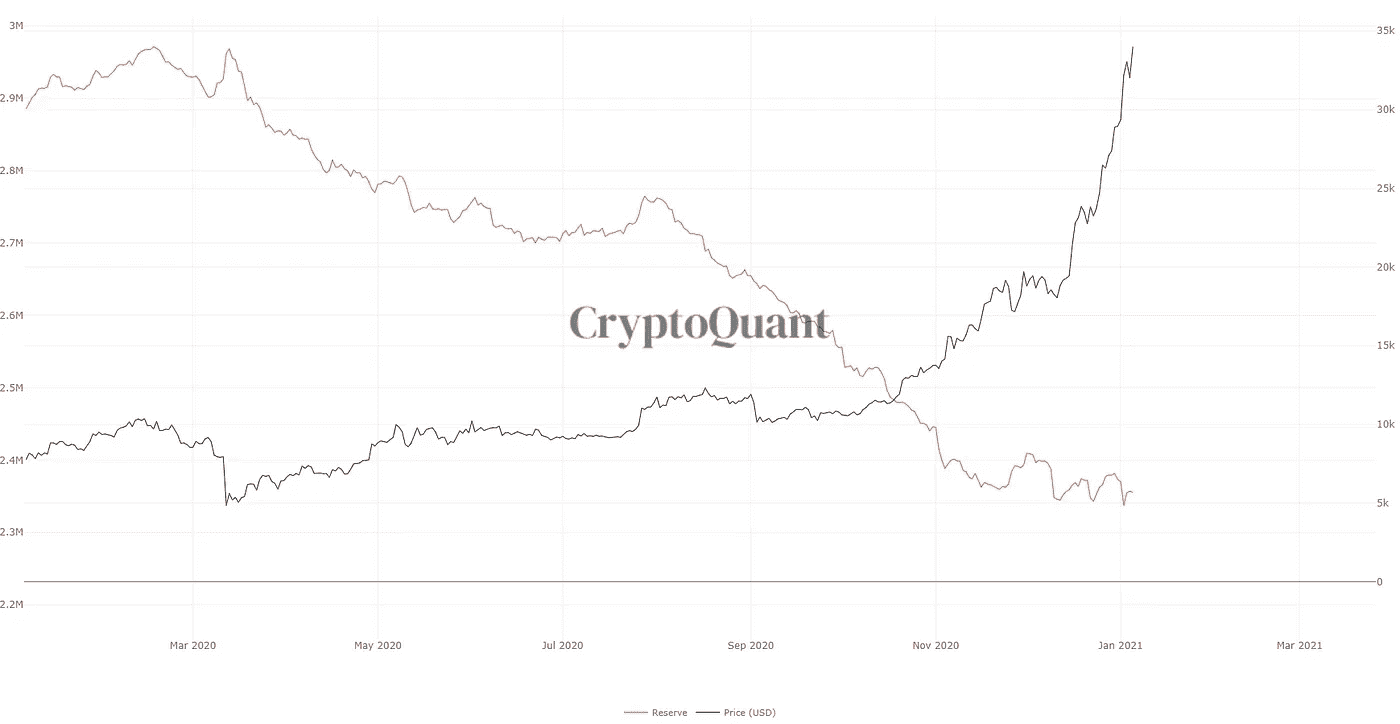 3M
2.9M
2.8M
2.7M
2.6M
2.5M
2.4M
2.3M
2.2M
35k
30k
25k
20k
15k
10k
5k
0
CryptoQuant
Mar 2020 May 2020 Jul 2020 Sep 2020 Nov 2020 Jan 2021 Mar 2021
Reserve Price (USD)